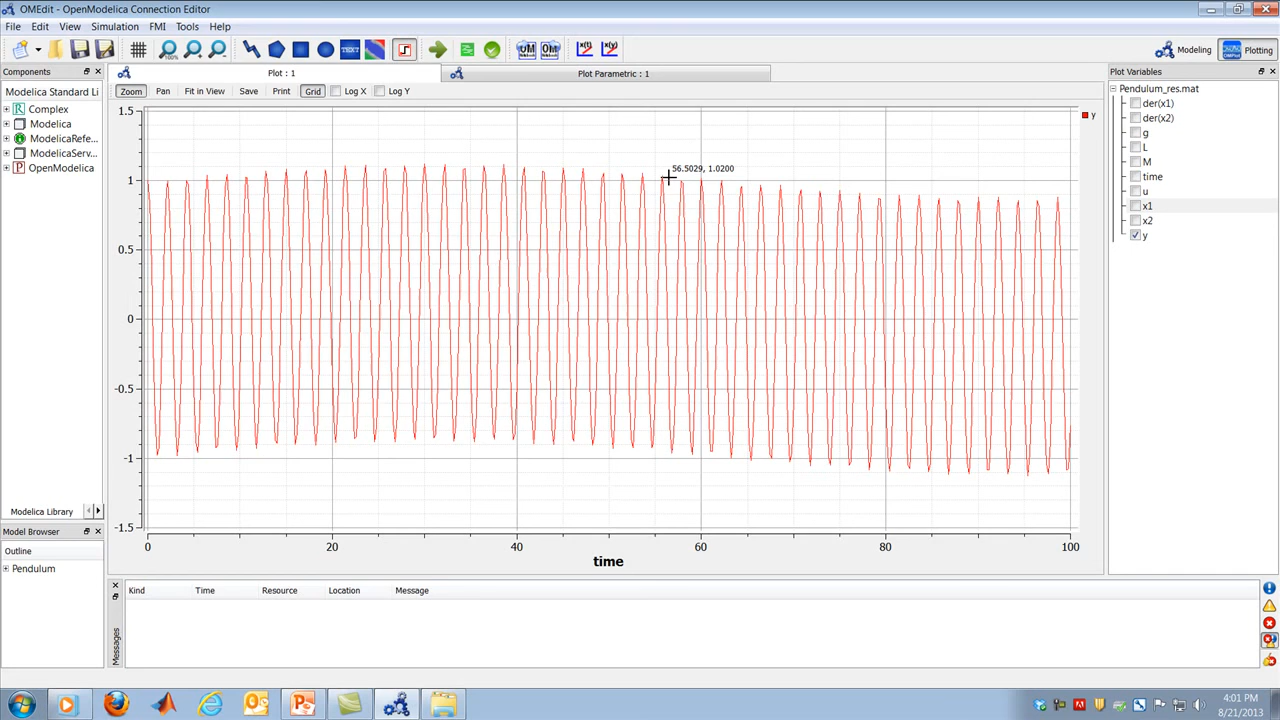 OMEdit - OpenModelica Connection Editor
File Edit View Simulation FMI Tools Help
100%
TEXT
OM OM x(t) x(y)
Modeling
Plotting
Components
Modelica Standard Li
Complex
Modelica
ModelicaRefe...
ModelicaServ...
OpenModelica
Modelica Library
Model Browser
Outline
Pendulum
Plot : 1
Plot Parametric : 1
Zoom Pan Fit in View Save Print Grid Log X Log Y
y
1.5
1
0.5
0
-0.5
-1
-1.5
56.5029, 1.0200
0 20 40 60 80 100
time
Plot Variables
Pendulum_res.mat
der(x1)
der(x2)
g
L
M
time
u
x1
x2
y
Messages
Kind Time Resource Location Message
4:01 PM
8/21/2013